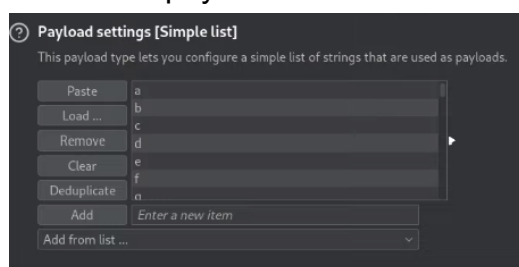 Payload settings [Simple list]
This payload type lets you configure a simple list of strings that are used as payloads.
Paste
Load ...
Remove
Clear
Deduplicate
a
b
c
d
e
f
Add
Enter a new item
Add from list ...